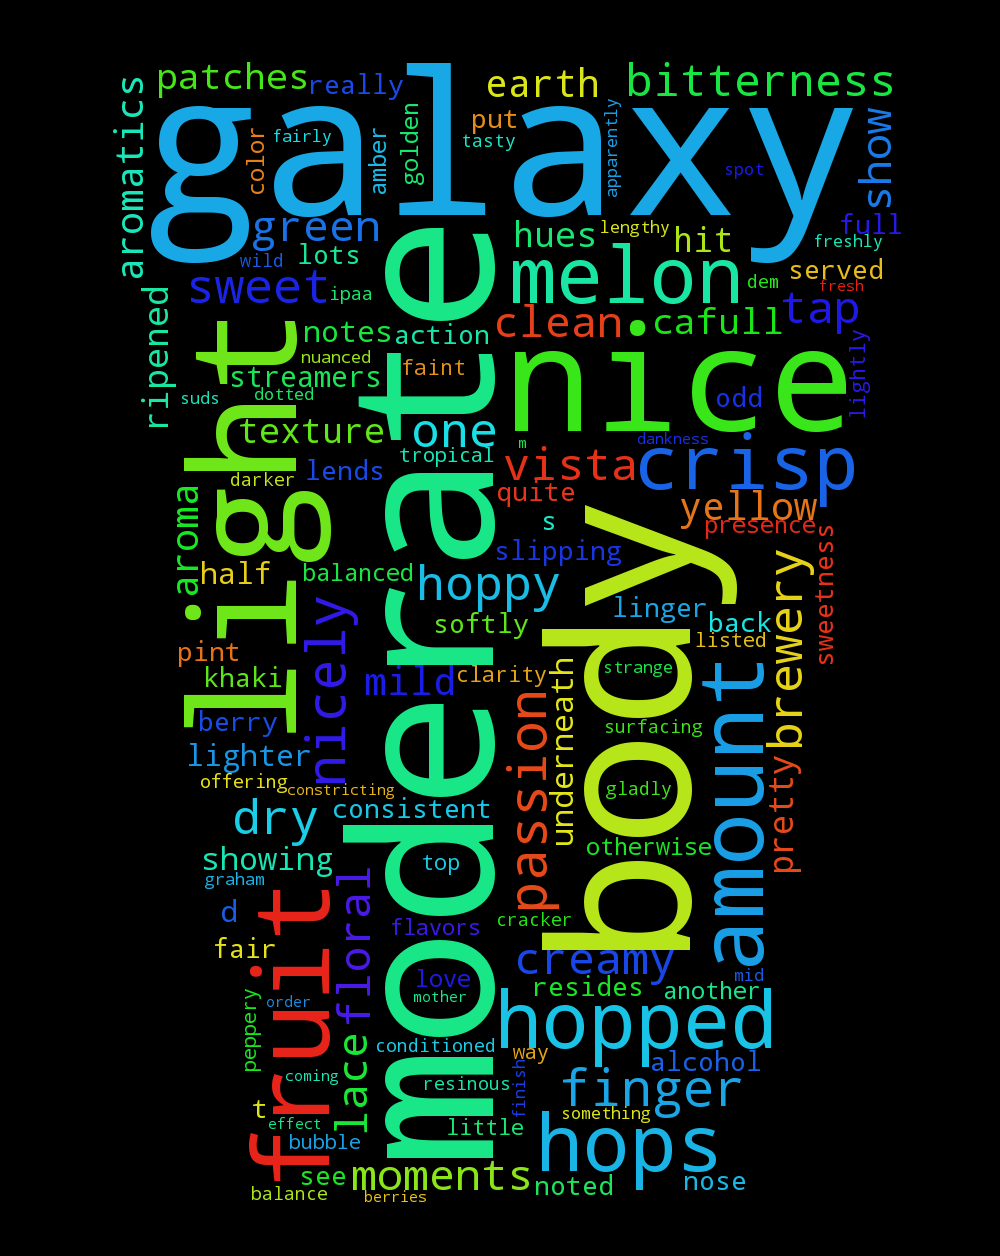 patches
really
earth
bitterness
galaxy
aromatics
color
fairly
amber
golden
put
tasty
apparently
spot
show
green
wild
lots
hues
lengthy
hit
full
freshly
sweet
ipaa
melon
dem
served
fresh
ripened
notes
action
clean
cafull
tap
light
nuanced
streamers
faint
moderate
nice
odd
lightly
suds
dotted
texture
one
m
dankness
tropical
darker
lends
vista
crisp
quite
yellow
presence
aroma
s
half
balanced
hoppy
slipping
body
brewery
sweetness
linger
back
softly
listed
pint
khaki
nicely
mild
clarity
strange
berry
passion
underneath
surfacing
amount
lighter
offering
constricting
gladly
pretty
dry
consistent
otherwise
showing
top
graham
floral
d
cracker
fruit
flavors
fair
creamy
mid
love
resides
another
peppery
order
mother
hopped
lace
conditioned
way
alcohol
coming
resinous
finish
finger
t
effect
little
something
bubble
hops
see
moments
noted
nose
balance
berries